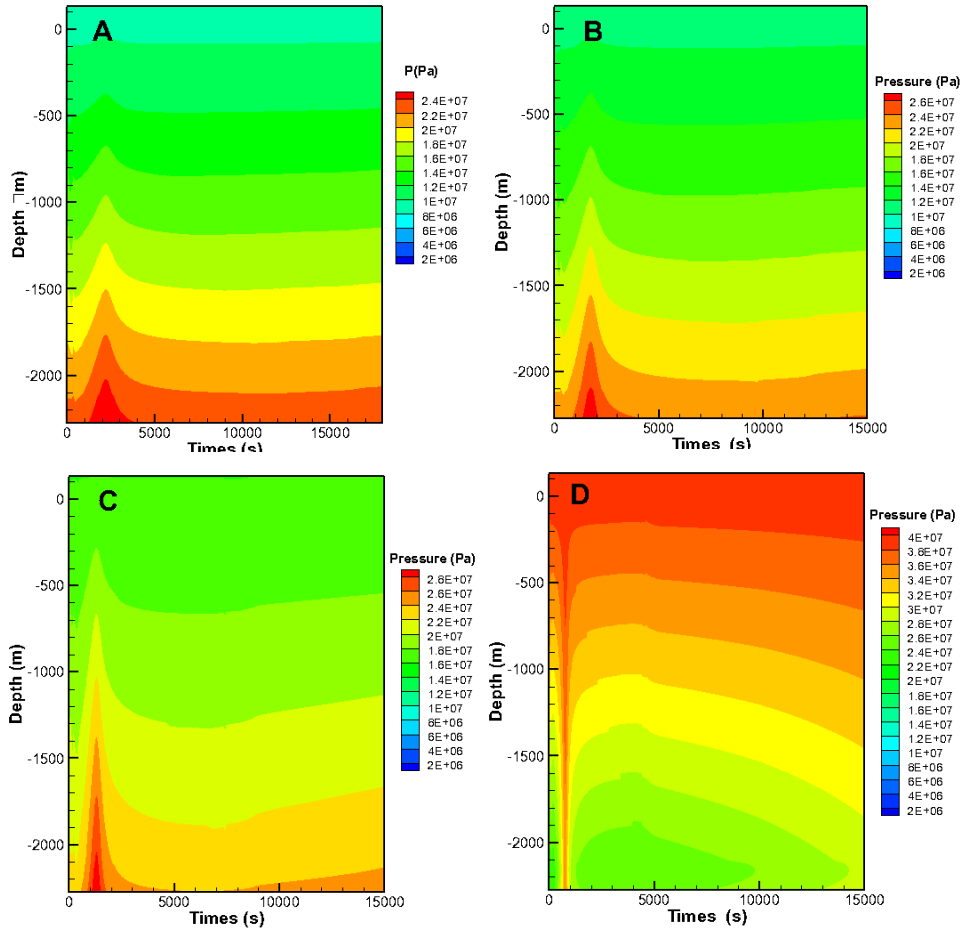 A
0
-500
-1000
-1500
-2000
Depth ㄱm)
0
5000
10000
15000
Times (s)
P(Pa)
2.4E+07
2.2E+07
2E+07
1.8E+07
1.6E+07
1.4E+07
1.2E+07
1E+07
8E+06
6E+06
4E+06
2E+06
B
0
-500
-1000
-1500
-2000
Depth (m)
0
5000
10000
15000
Times (s)
Pressure (Pa)
2.6E+07
2.4E+07
2.2E+07
2E+07
1.8E+07
1.6E+07
1.4E+07
1.2E+07
1E+07
8E+06
6E+06
4E+06
2E+06
C
0
-500
-1000
-1500
-2000
Depth (m)
0
5000
10000
15000
Times (s)
Pressure (Pa)
2.8E+07
2.6E+07
2.4E+07
2.2E+07
2E+07
1.8E+07
1.6E+07
1.4E+07
1.2E+07
1E+07
8E+06
6E+06
4E+06
2E+06
D
0
-500
-1000
-1500
-2000
Depth (m)
0
5000
10000
15000
Times (s)
Pressure (Pa)
4E+07
3.8E+07
3.6E+07
3.4E+07
3.2E+07
3E+07
2.8E+07
2.6E+07
2.4E+07
2.2E+07
2E+07
1.8E+07
1.6E+07
1.4E+07
1.2E+07
1E+07
8E+06
6E+06
4E+06
2E+06